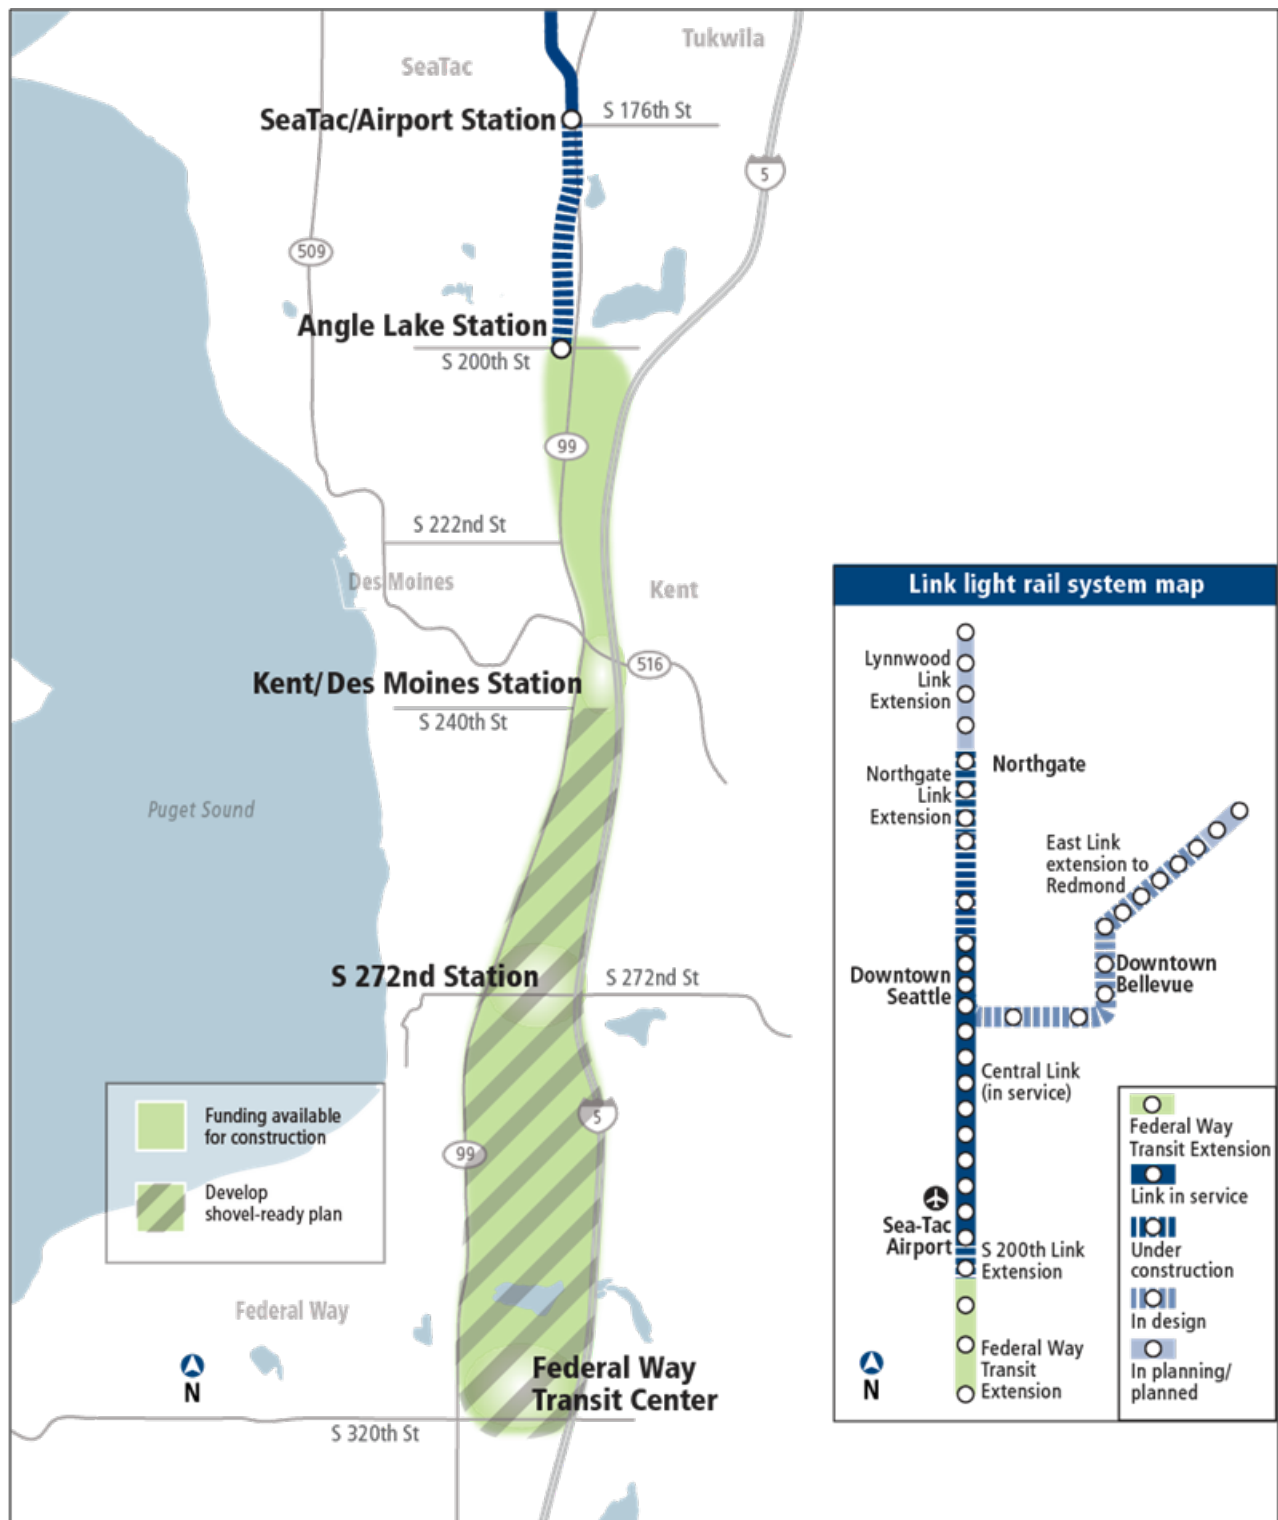 Tukwila
SeaTac
SeaTac/Airport Station
S 176th St
5
509
Angle Lake Station
S 200th St
99
S 222nd St
Des Moines
Kent
516
Kent/Des Moines Station
S 240th St
Puget Sound
S 272nd Station
S 272nd St
5
99
Funding available
for construction
Develop
shovel-ready plan
Federal Way
N
Federal Way
Transit Center
S 320th St
Link light rail system map
Lynnwood
Link
Extension
Northgate
Northgate
Link
Extension
East Link
extension to
Redmond
Downtown
Seattle
Downtown
Bellevue
Central Link
(in service)
Sea-Tac
Airport
S 200th Link
Extension
Federal Way
Transit
Extension
N
Federal Way
Transit Extension
Link in service
Under
construction
In design
In planning/
planned